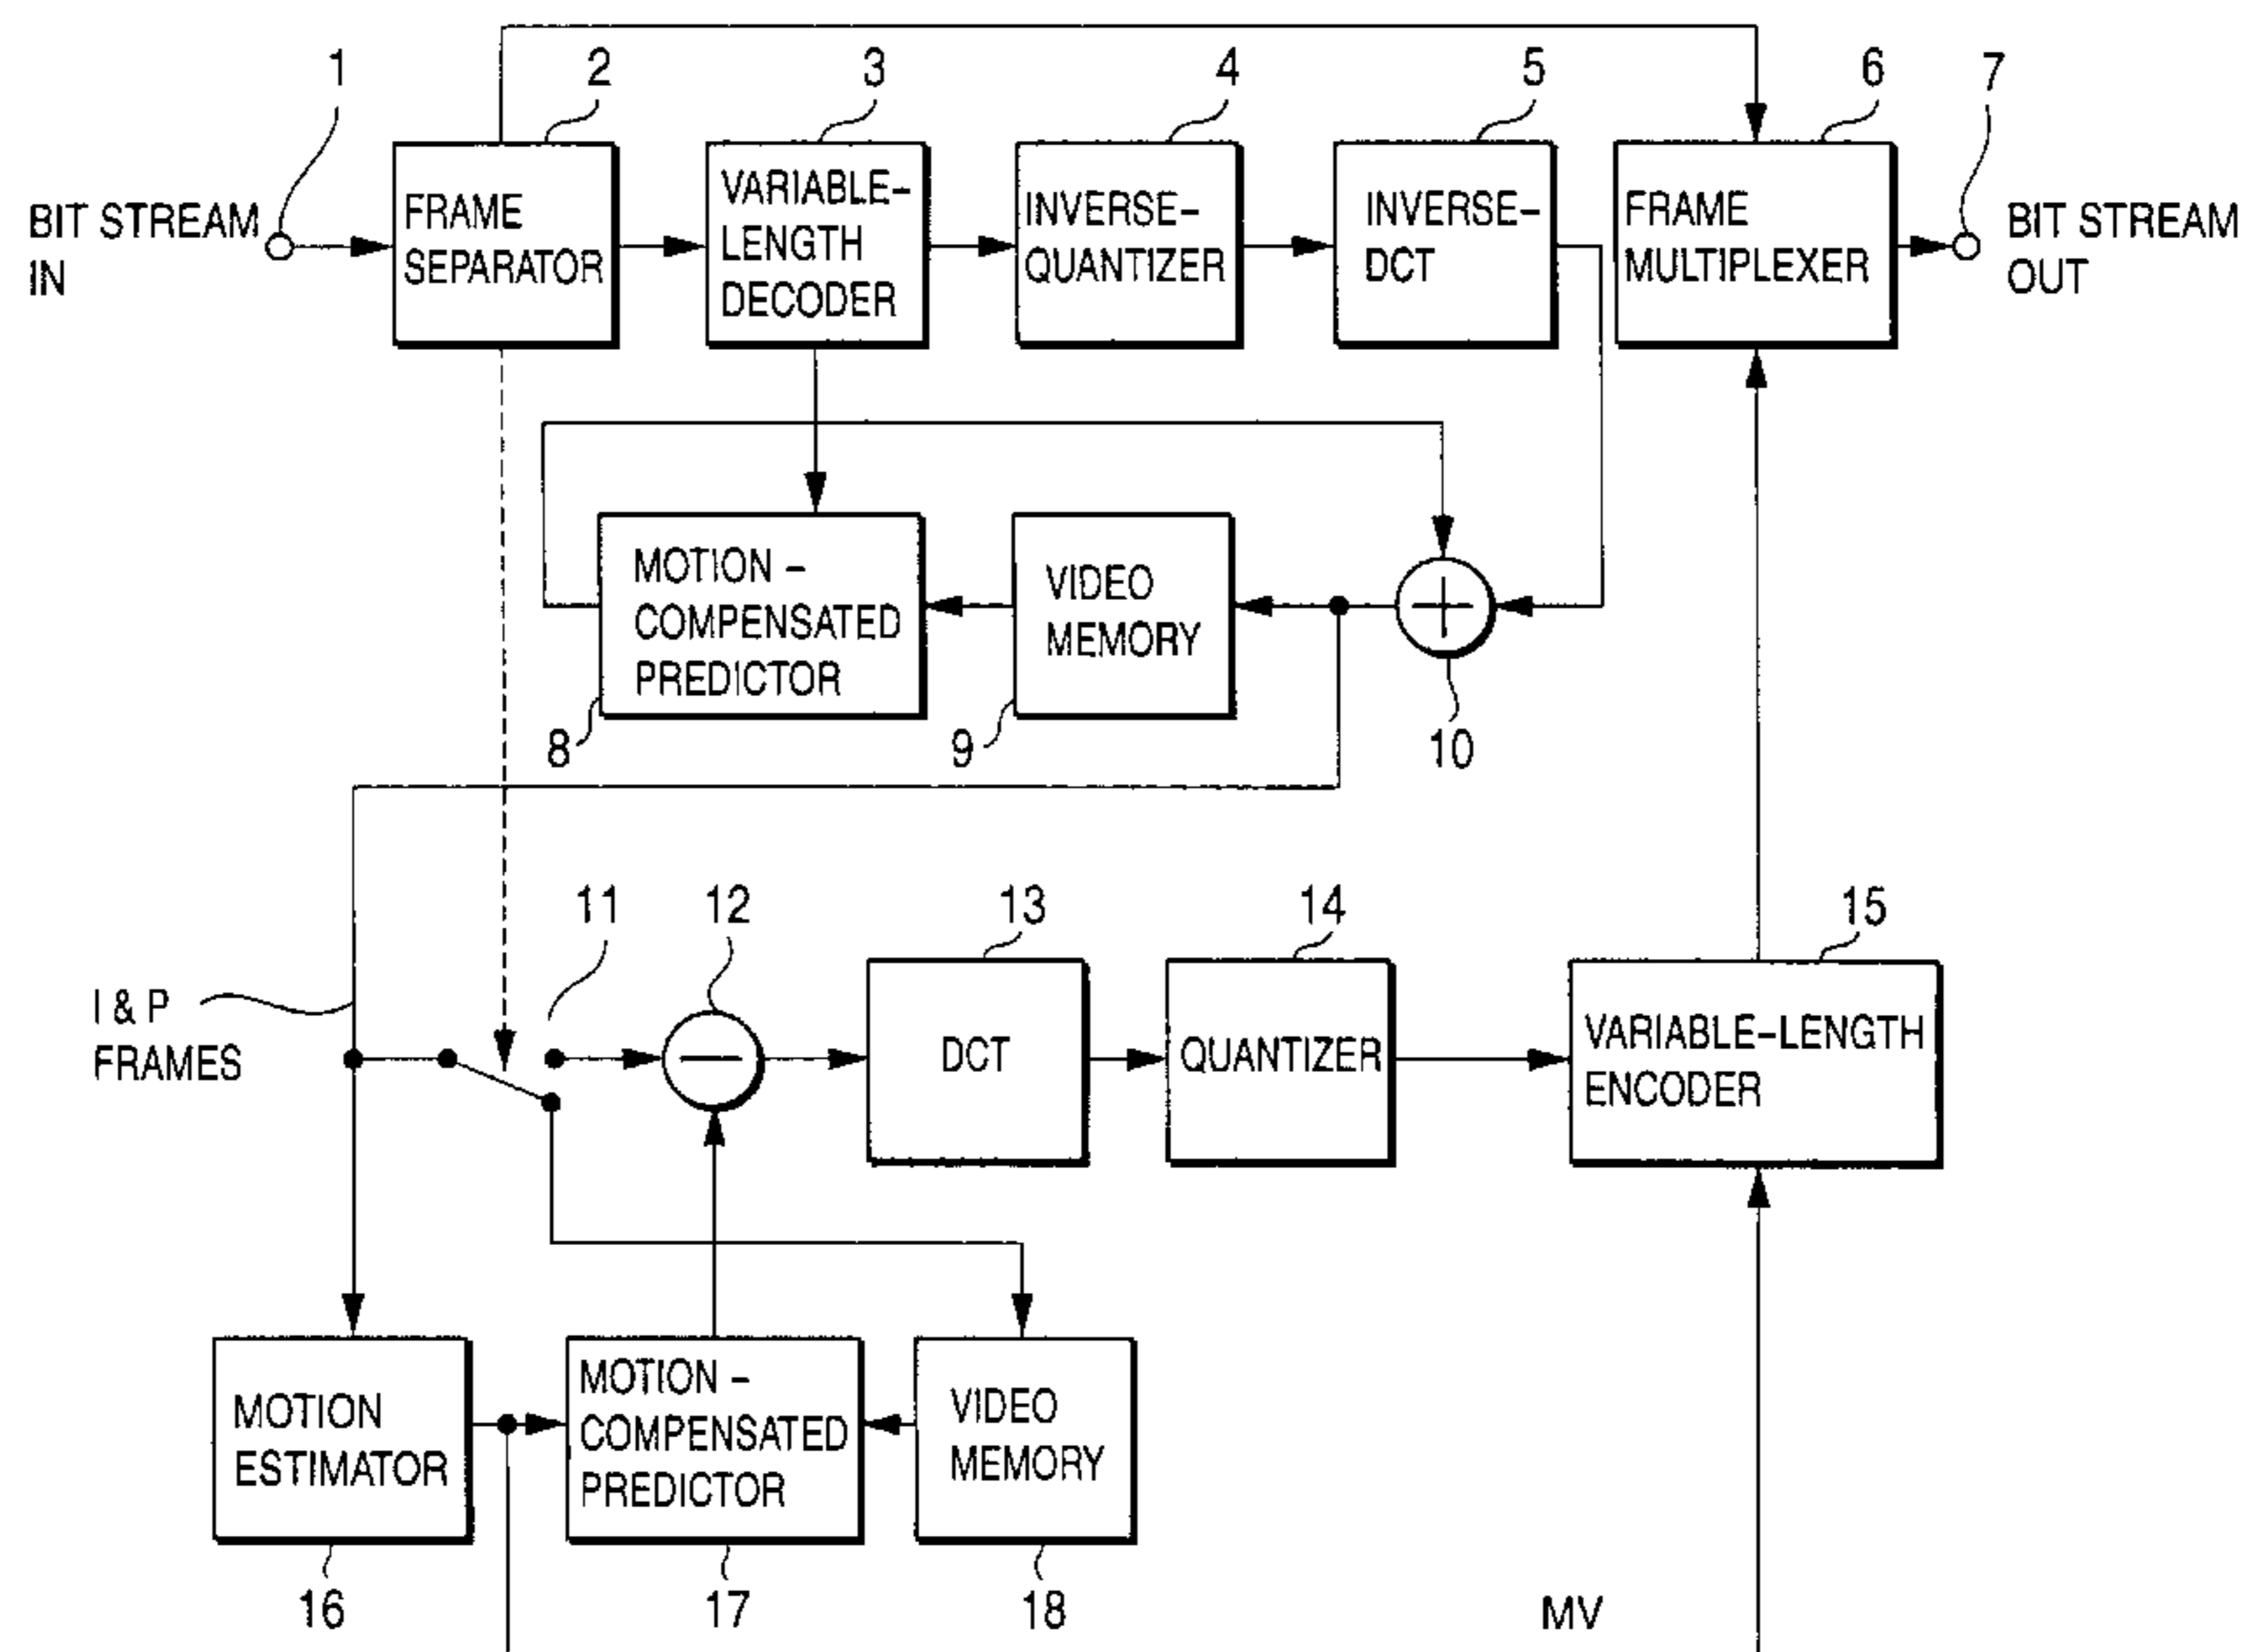 1
2
3
4
5
6
7
BIT STREAM
IN
FRAME
SEPARATOR
VARIABLE-
LENGTH
DECODER
INVERSE-
QUANTIZER
INVERSE-
DCT
FRAME
MULTIPLEXER
BIT STREAM
OUT
MOTION -
COMPENSATED
PREDICTOR
VIDEO
MEMORY
8
9
10
11
12
13
14
15
I & P
FRAMES
DCT
QUANTIZER
VARIABLE-LENGTH
ENCODER
MOTION
ESTIMATOR
MOTION -
COMPENSATED
PREDICTOR
VIDEO
MEMORY
16
17
18
MV